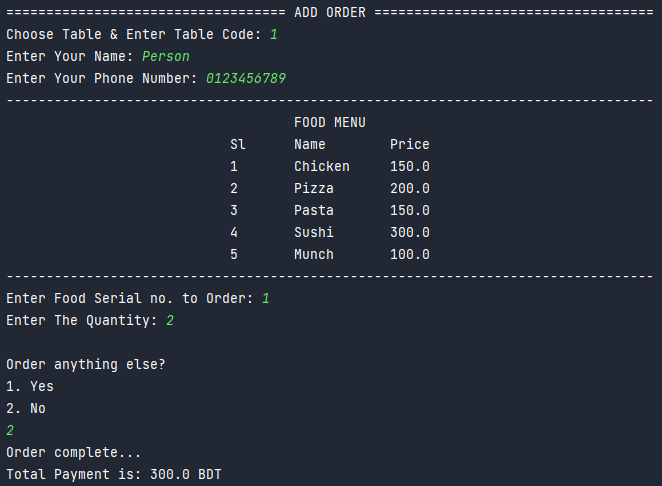 =================================== ADD ORDER ===================================
Choose Table & Enter Table Code: 1
Enter Your Name: Person
Enter Your Phone Number: 0123456789
---------------------------------------------------------------------------------
FOOD MENU
Sl Name Price
1 Chicken 150.0
2 Pizza 200.0
3 Pasta 150.0
4 Sushi 300.0
5 Munch 100.0
---------------------------------------------------------------------------------
Enter Food Serial no. to Order: 1
Enter The Quantity: 2
Order anything else?
1. Yes
2. No
2
Order complete...
Total Payment is: 300.0 BDT